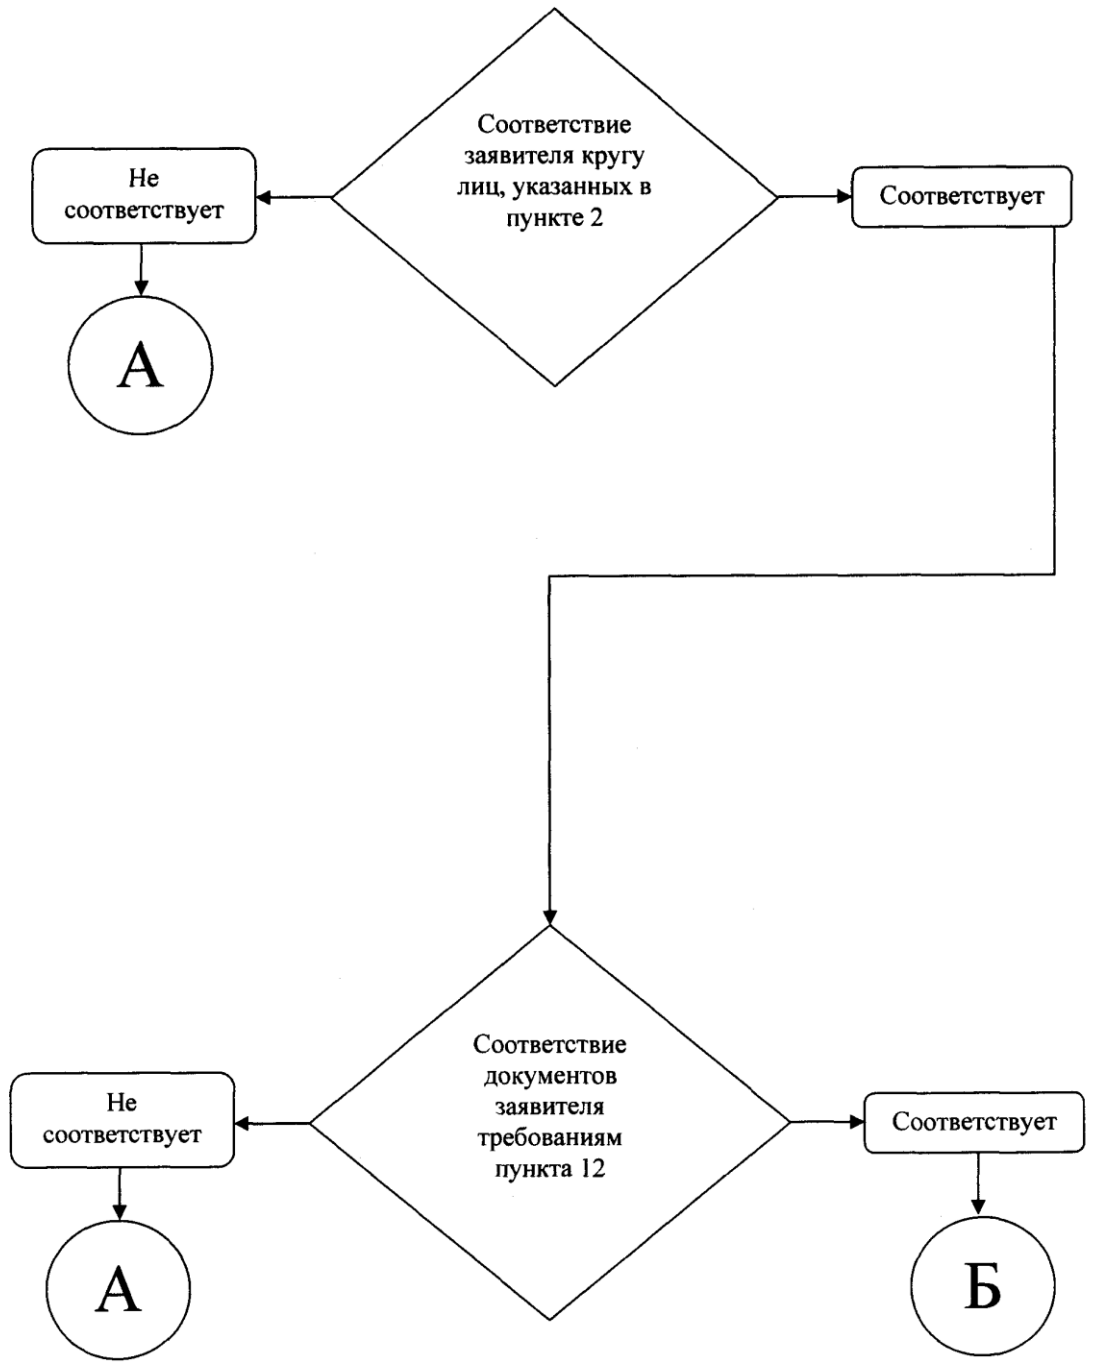 Соответствие
заявителя кругу
лиц, указанных в
пункте 2
Не
соответствует
Соответствует
А
Соответствие
документов
заявителя
требованиям
пункта 12
Не
соответствует
Соответствует
А
Б